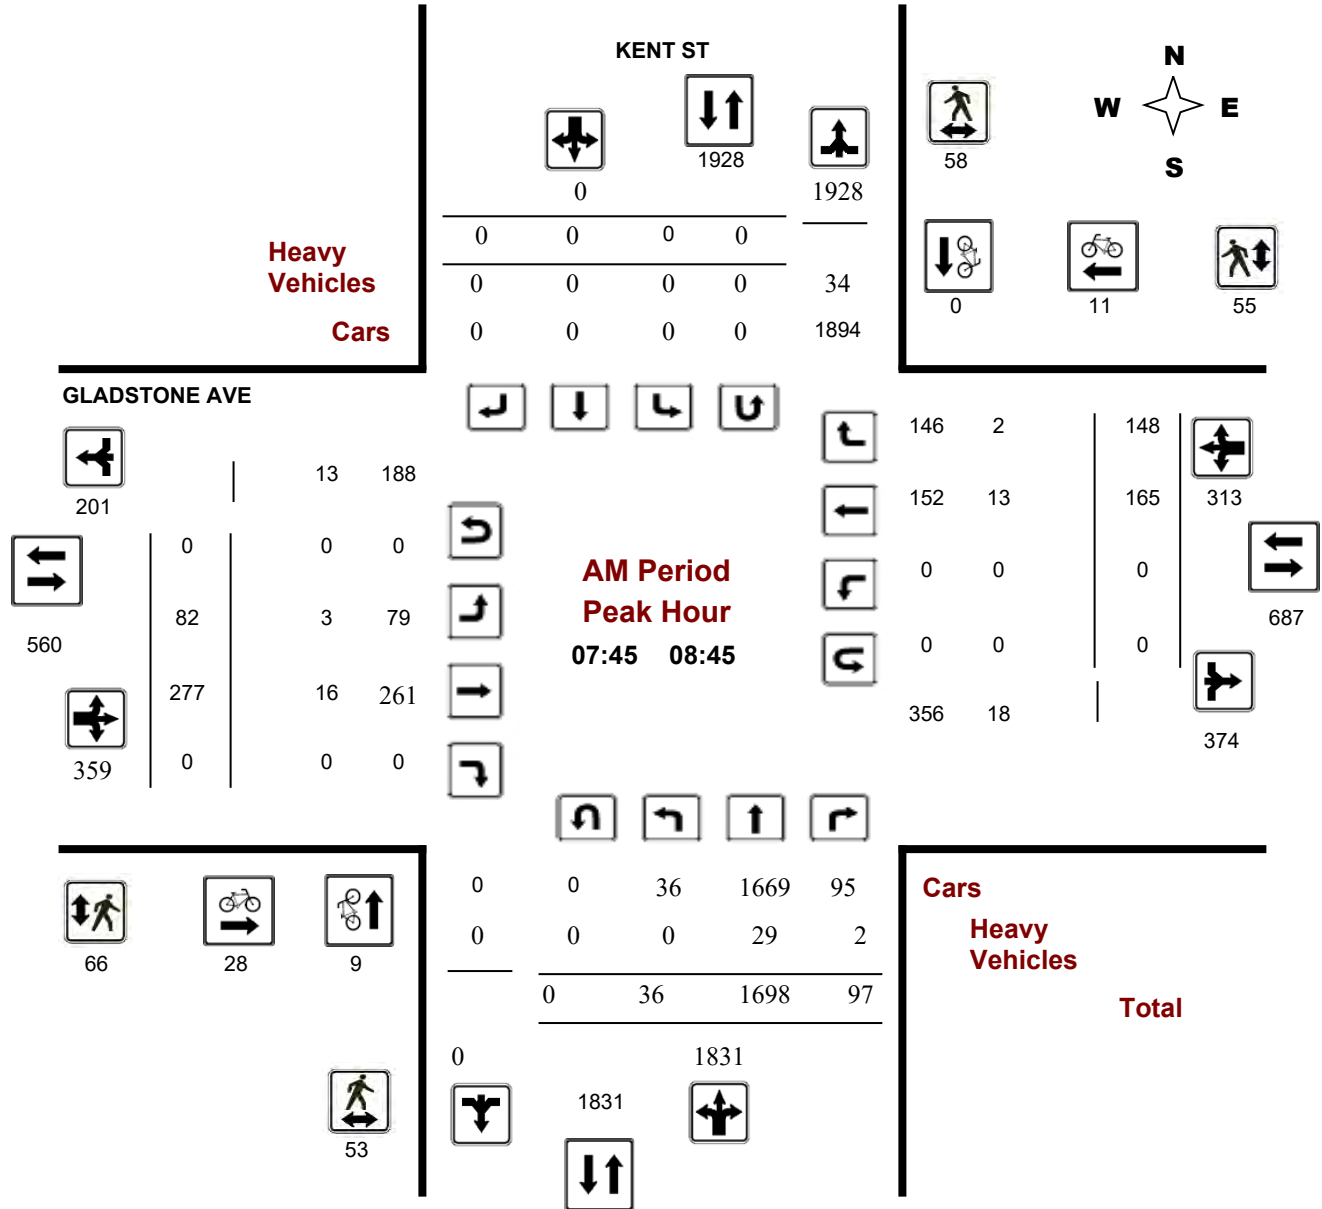 KENT ST
N
W E
S
1928
58
0 1928
0 0 0 0
Heavy
Vehicles
0 0 0 0 34
0 11 55
Cars
0 0 0 0 1894
GLADSTONE AVE
146 2 148
13 188
201
152 13 165 313
0 0 0
AM Period
0 0 0
82 3 79
Peak Hour
687
560
07:45 08:45
0 0 0
277 16 261
356 18
374
359 0 0 0
0 0 36 1669 95
Cars
0 0 0 29 2
Heavy
Vehicles
66 28 9
0 36 1698 97
Total
0 1831
1831
53